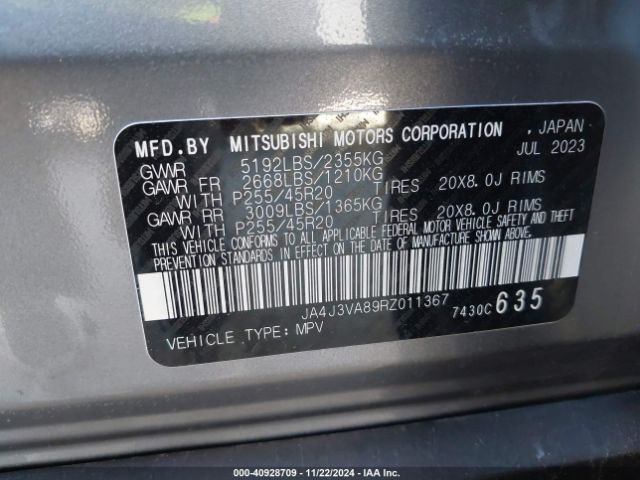 MFD.BY MITSUBISHI MOTORS CORPORATION , JAPAN
GVWR 5192LBS/2355KG JUL 2023
GAWR FR 2668LBS/1210KG TIRES 20X8.0J RIMS
WITH P255/45R20
GAWR RR 3009LBS/1365KG TIRES 20X8.0J RIMS
WITH P255/45R20
THIS VEHICLE CONFORMS TO ALL APPLICABLE FEDERAL MOTOR VEHICLE SAFETY AND THEFT
PREVENTION STANDARDS IN EFFECT ON THE DATE OF MANUFACTURE SHOWN ABOVE.
JA4J3VA89RZ011367 7430C 635
VEHICLE TYPE: MPV
© - 40928709 - 11/22/2024 - IAA Inc.